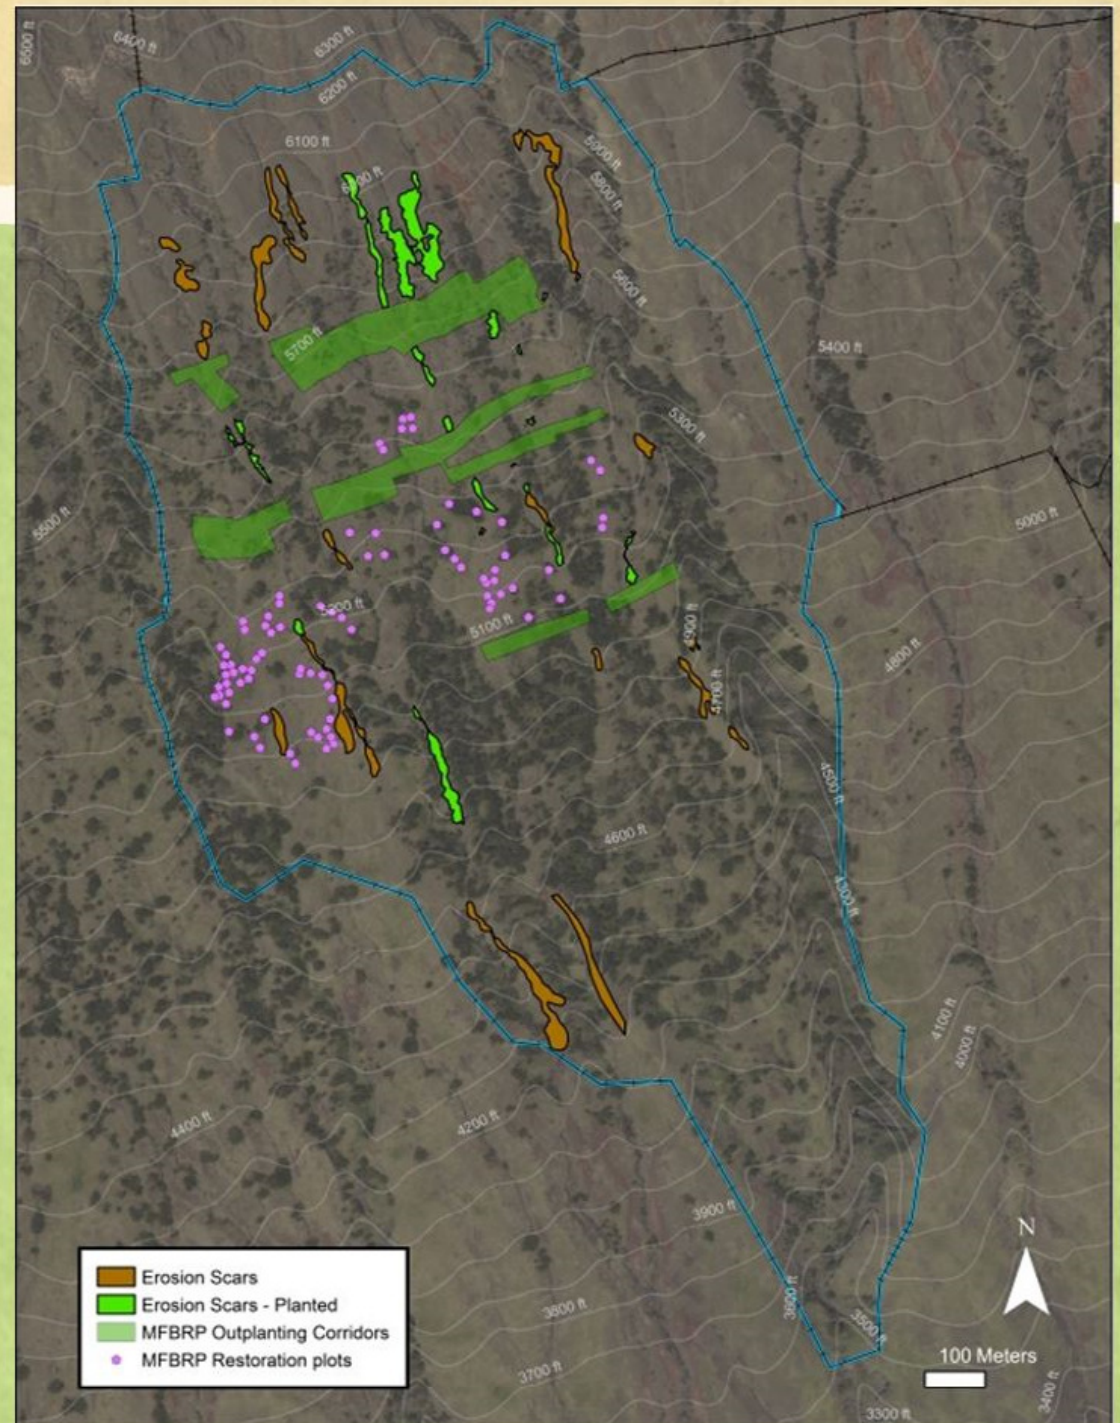 6500 ft
6400 ft
6300 ft
6200 ft
6100 ft
5900 ft
5800 ft
5600 ft
5700 ft
5400 ft
5300 ft
5500 ft
5000 ft
5200 ft
5100 ft
4900 ft
4800 ft
4700 ft
4500 ft
4600 ft
4300 ft
4100 ft
4000 ft
4400 ft
4200 ft
3900 ft
N
3600 ft
3800 ft
3500 ft
3700 ft
3400 ft
3300 ft
100 Meters
Erosion Scars
Erosion Scars - Planted
MFBRP Outplanting Corridors
MFBRP Restoration plots